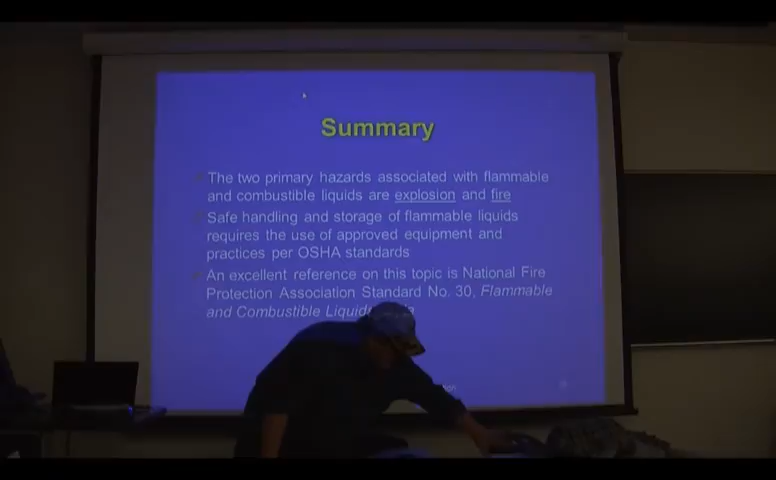 Summary
The two primary hazards associated with flammable
and combustible liquids are explosion and fire
Safe handling and storage of flammable liquids
requires the use of approved equipment and
practices per OSHA standards
An excellent reference on this topic is National Fire
Protection Association Standard No. 30, Flammable
and Combustible